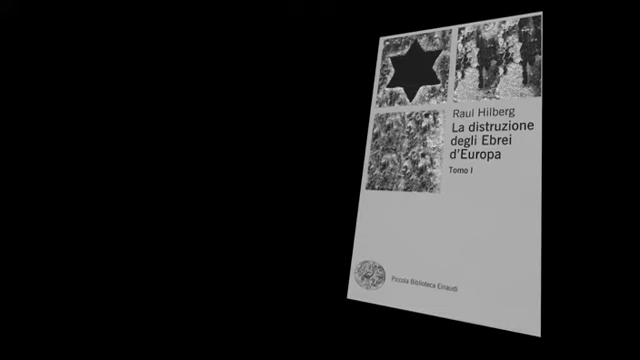 Raul Hilberg
La distruzione
degli Ebrei
d'Europa
Tomo I
Piccola Biblioteca Einaudi